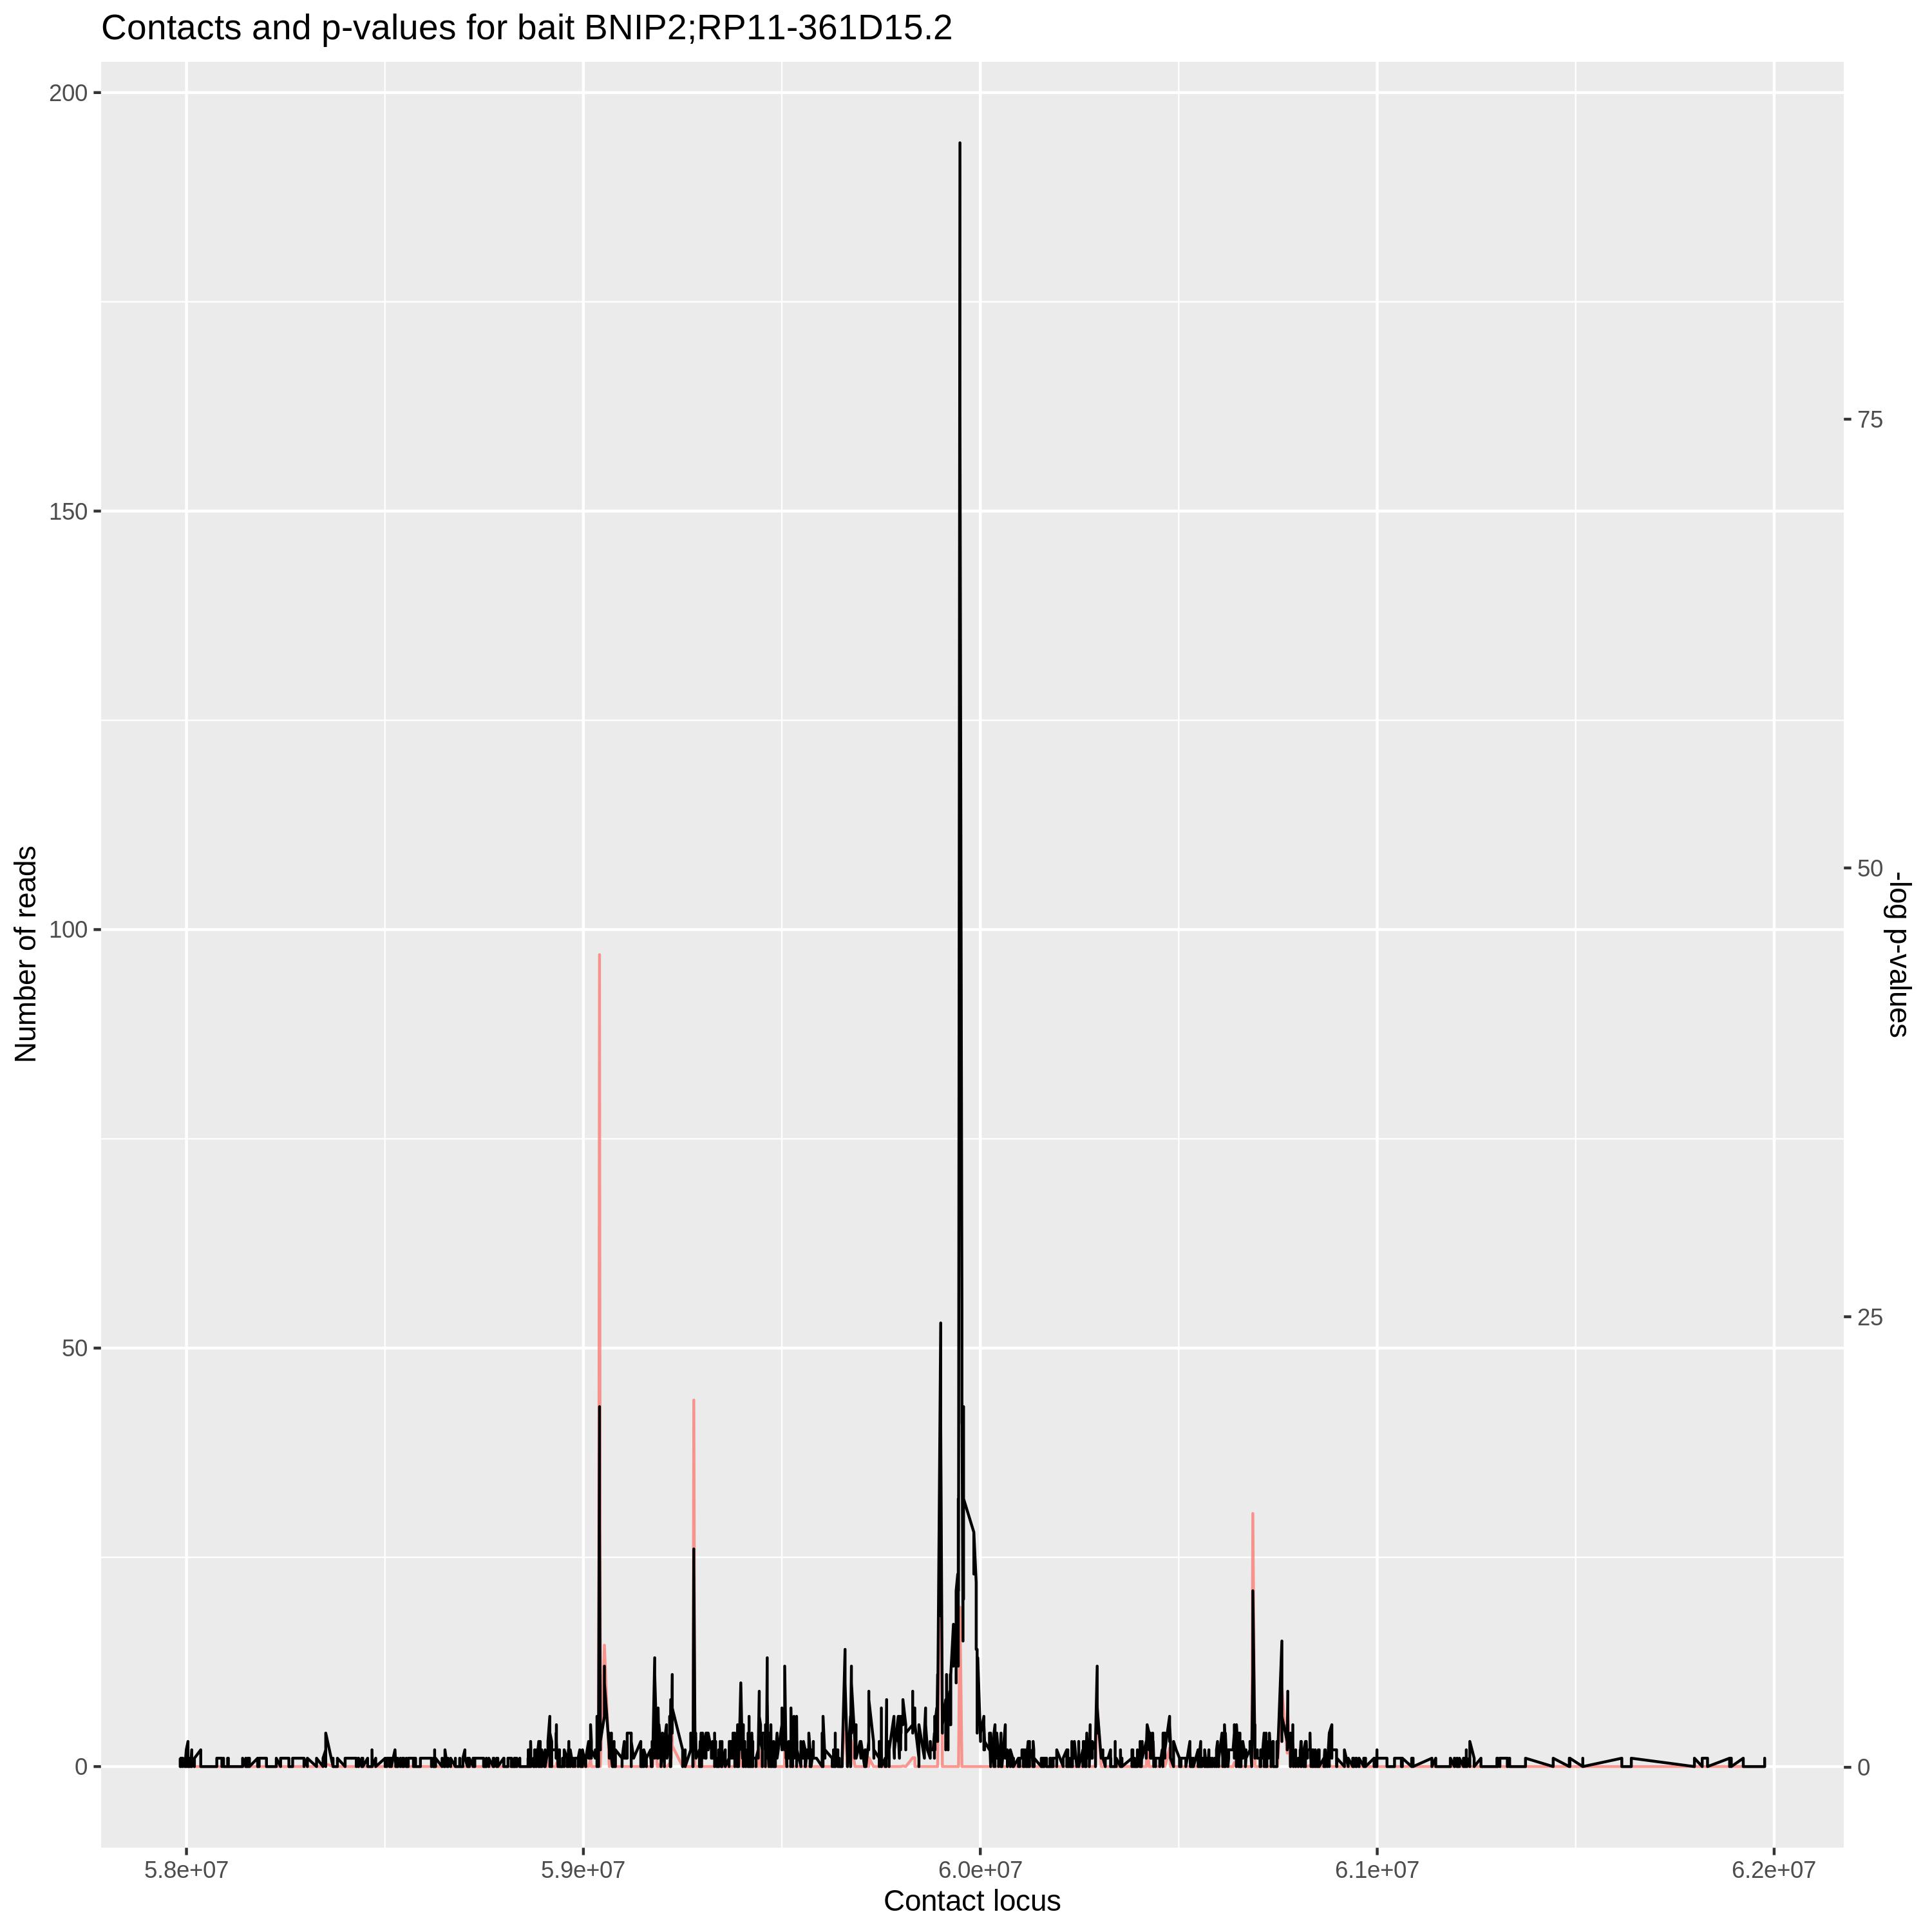 Contacts and p-values for bait BNIP2;RP11-361D15.2
200
150
100
50
0
Number of reads
75
50
25
0
-log p-values
5.8e+07 5.9e+07 6.0e+07 6.1e+07 6.2e+07
Contact locus